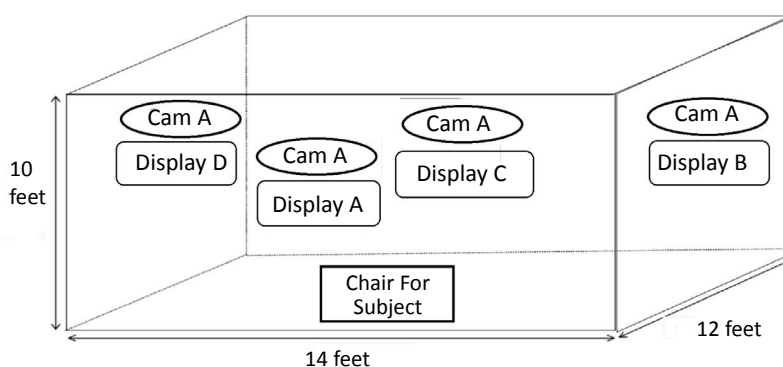 Cam A
Cam A
Cam A
Cam A
Display D
Display C
Display B
Display A
10
feet
Chair For
Subject
12 feet
14 feet